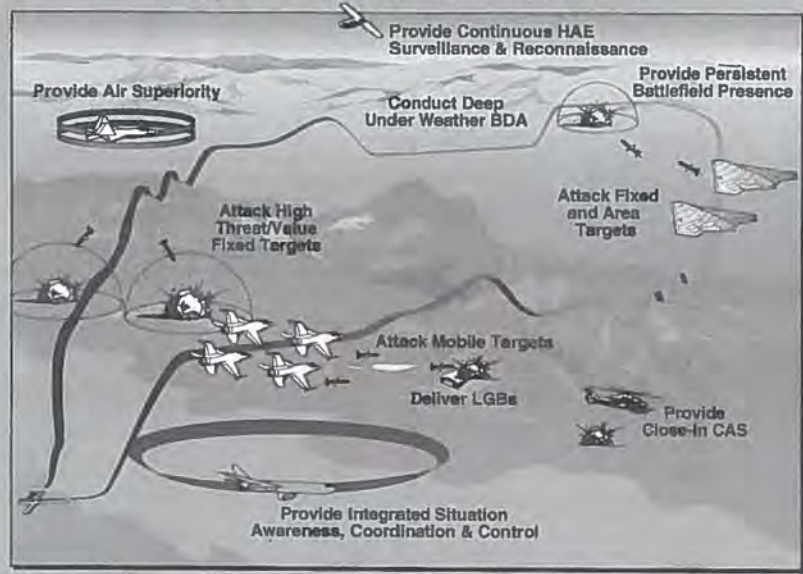 Provide Continuous HAE
Surveillance & Reconnaissance
Provide Air Superiority
Conduct Deep
Under Weather BDA
Provide Persistent
Battlefield Presence
Attack High
Threat/Value
Fixed Targets
Attack Fixed
and Area
Targets
Attack Mobile Targets
Deliver LGBs
Provide
Close-In CAS
Provide Integrated Situation
Awareness, Coordination & Control